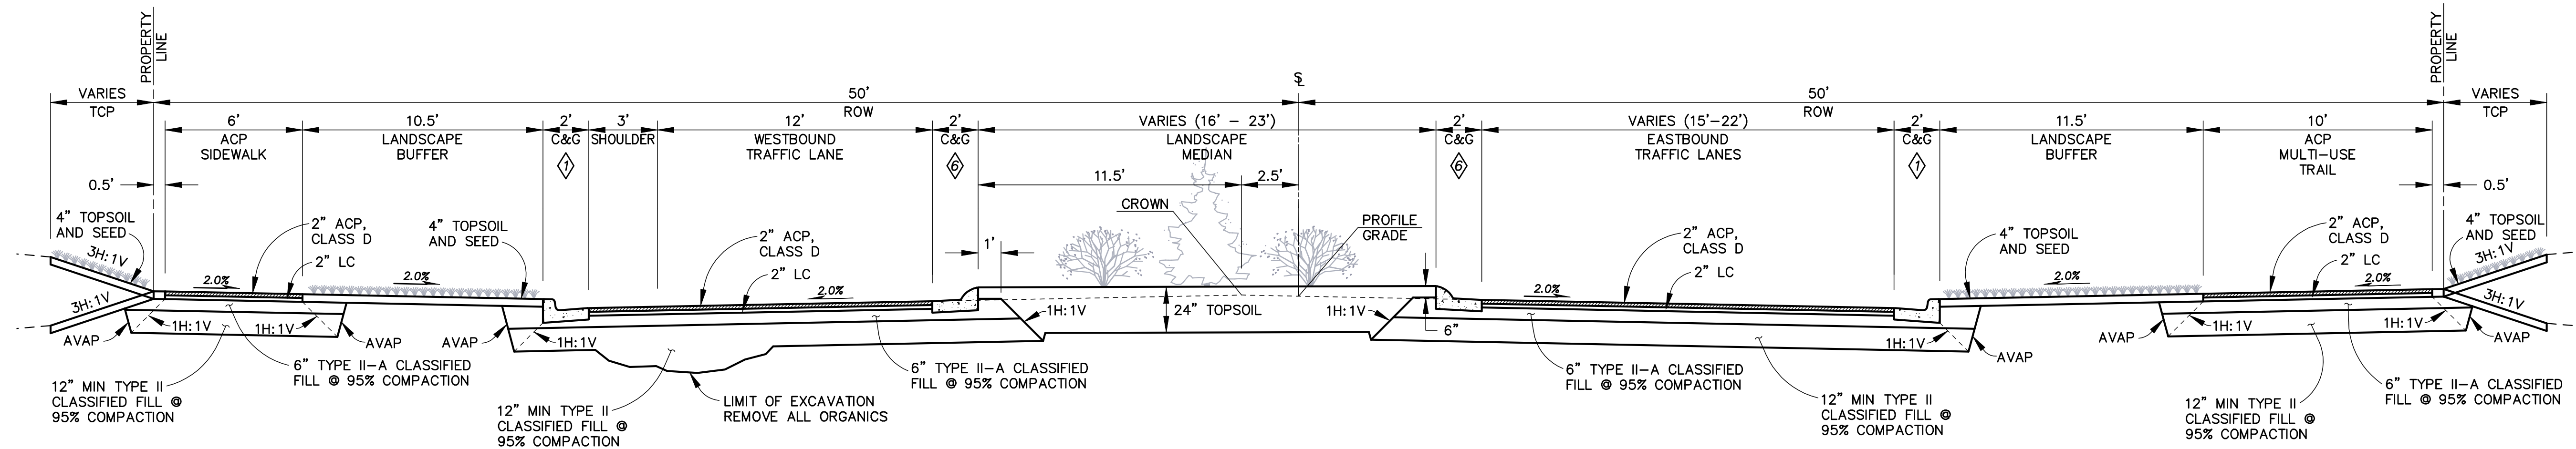 PROPERTY
LINE
PROPERTY
LINE
℄
VARIES
TCP
50'
ROW
50'
ROW
VARIES
TCP
6'
ACP
SIDEWALK
10.5'
LANDSCAPE
BUFFER
2'
C&G
1
3'
SHOULDER
12'
WESTBOUND
TRAFFIC LANE
2'
C&G
6
VARIES (16' - 23')
LANDSCAPE
MEDIAN
2'
C&G
6
VARIES (15'-22')
EASTBOUND
TRAFFIC LANES
2'
C&G
1
11.5'
LANDSCAPE
BUFFER
10'
ACP
MULTI-USE
TRAIL
0.5'
11.5'
2.5'
0.5'
4" TOPSOIL
AND SEED
3H:1V
3H:1V
2.0%
2" ACP,
CLASS D
2" LC
2.0%
4" TOPSOIL
AND SEED
2" ACP,
CLASS D
2" LC
2.0%
1'
CROWN
PROFILE
GRADE
24" TOPSOIL
6"
2.0%
2" ACP,
CLASS D
2" LC
4" TOPSOIL
AND SEED
2.0%
2" ACP,
CLASS D
2" LC
2.0%
4" TOPSOIL
AND SEED
3H:1V
3H:1V
AVAP
1H:1V
1H:1V
AVAP
AVAP
1H:1V
1H:1V
1H:1V
1H:1V
AVAP
AVAP
1H:1V
1H:1V
AVAP
12" MIN TYPE II
CLASSIFIED FILL @
95% COMPACTION
6" TYPE II-A CLASSIFIED
FILL @ 95% COMPACTION
12" MIN TYPE II
CLASSIFIED FILL @
95% COMPACTION
LIMIT OF EXCAVATION
REMOVE ALL ORGANICS
6" TYPE II-A CLASSIFIED
FILL @ 95% COMPACTION
6" TYPE II-A CLASSIFIED
FILL @ 95% COMPACTION
12" MIN TYPE II
CLASSIFIED FILL @
95% COMPACTION
12" MIN TYPE II
CLASSIFIED FILL @
95% COMPACTION
6" TYPE II-A CLASSIFIED
FILL @ 95% COMPACTION